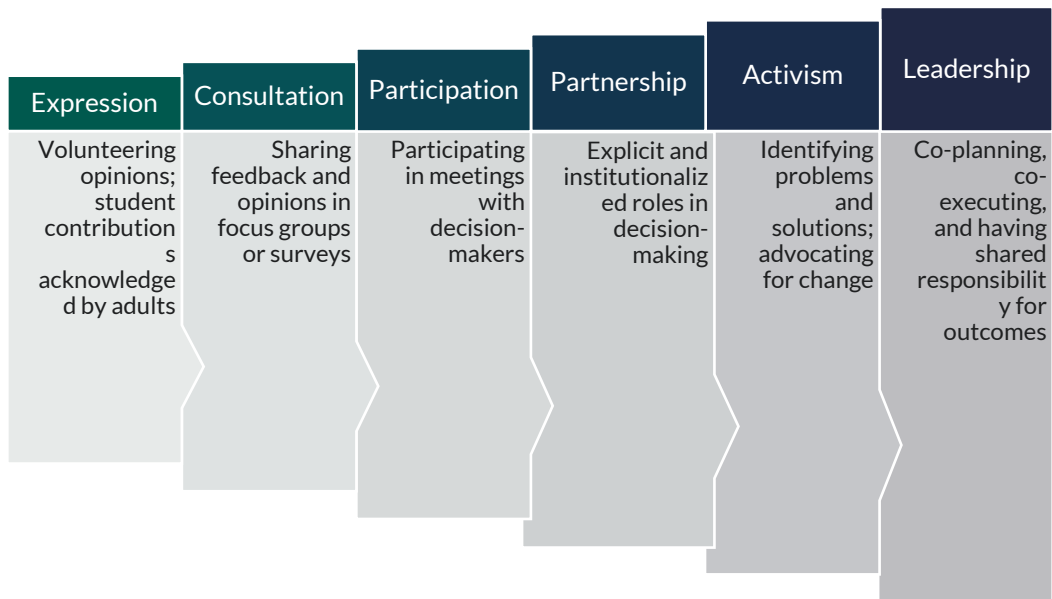 Expression
Volunteering
opinions;
student
contribution
s
acknowledge
d by adults
Consultation
Sharing
feedback and
opinions in
focus groups
or surveys
Participation
Participating
in meetings
with
decision-
makers
Partnership
Explicit and
institutionaliz
ed roles in
decision-
making
Activism
Identifying
problems
and
solutions;
advocating
for change
Leadership
Co-planning,
co-
executing,
and having
shared
responsibilit
y for
outcomes